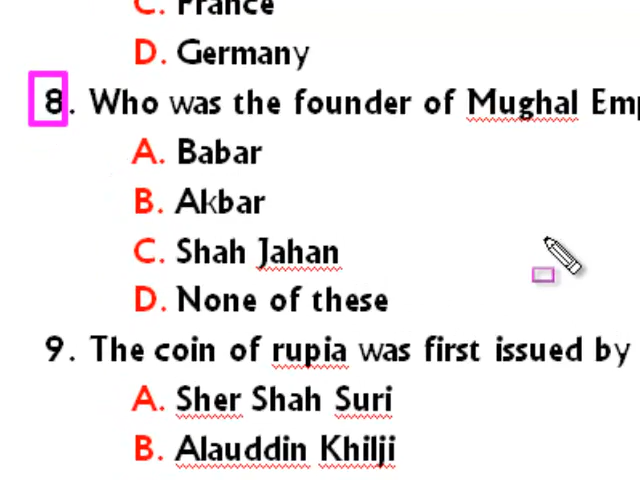 C. France
D. Germany
8. Who was the founder of Mughal
A. Babar
B. Akbar
C. Shah Jahan
D. None of these
9. The coin of rupia was first issued by
A. Sher Shah Suri
B. Alauddin Khilji